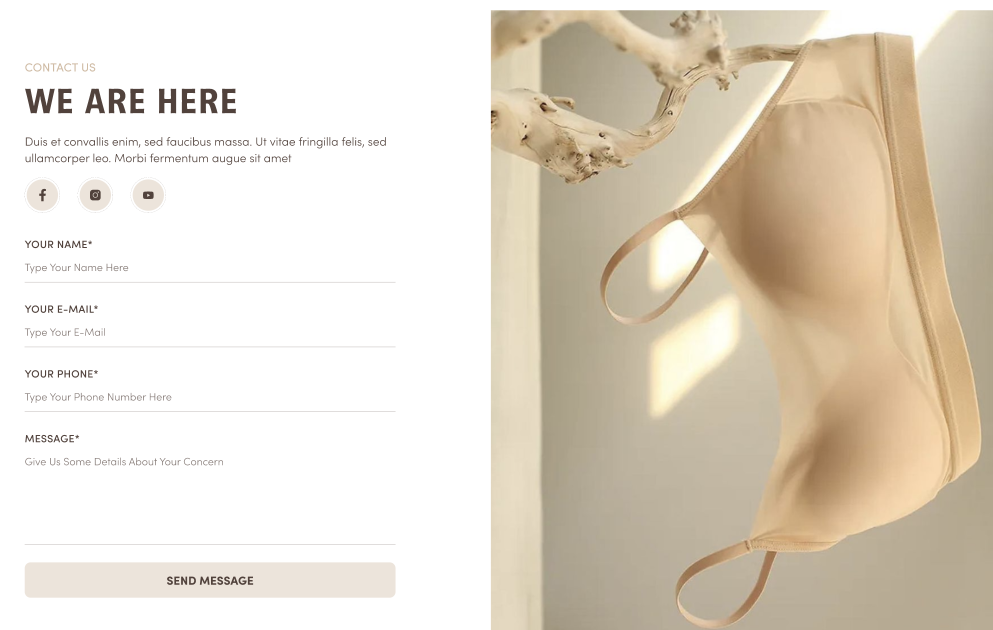 CONTACT US
WE ARE HERE
Duis et convallis enim, sed faucibus massa. Ut vitae fringilla felis, sed
ullamcorper leo. Morbi fermentum augue sit amet
YOUR NAME*
Type Your Name Here
YOUR E-MAIL*
Type Your E-Mail
YOUR PHONE*
Type Your Phone Number Here
MESSAGE*
Give Us Some Details About Your Concern
SEND MESSAGE